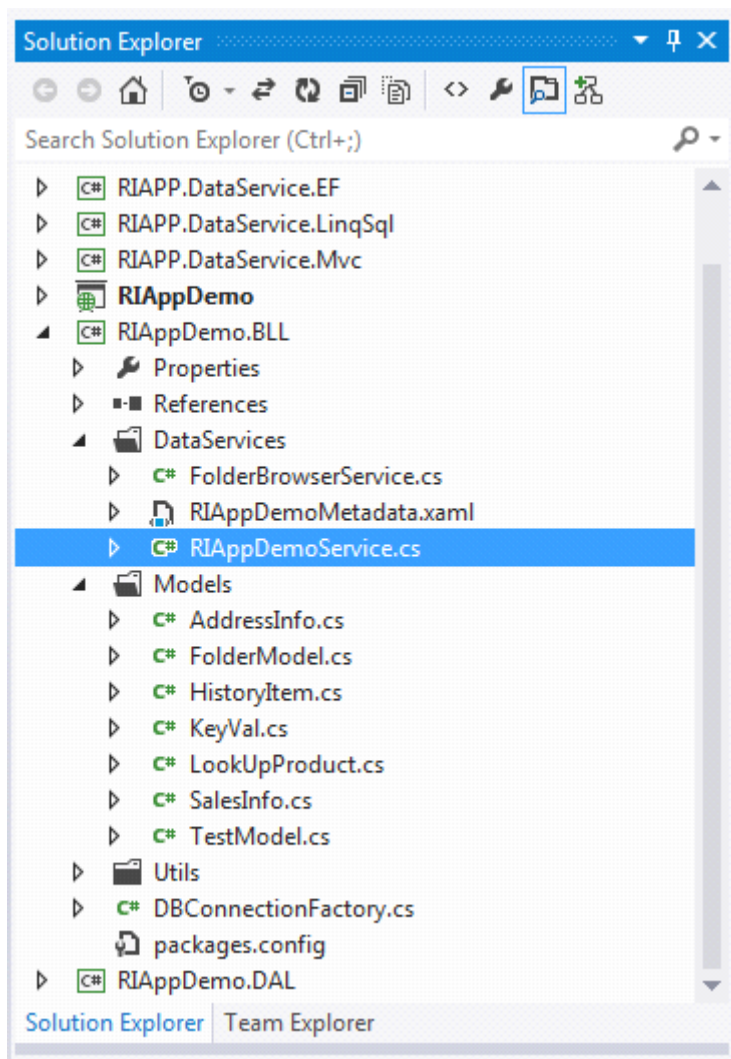 Solution Explorer
Search Solution Explorer (Ctrl+;)
C# RIAPP.DataService.EF
C# RIAPP.DataService.LinqSql
C# RIAPP.DataService.Mvc
RIAppDemo
C# RIAppDemo.BLL
Properties
References
DataServices
C# FolderBrowserService.cs
RIAppDemoMetadata.xaml
C# RIAppDemoService.cs
Models
C# AddressInfo.cs
C# FolderModel.cs
C# HistoryItem.cs
C# KeyVal.cs
C# LookUpProduct.cs
C# SalesInfo.cs
C# TestModel.cs
Utils
C# DBConnectionFactory.cs
packages.config
C# RIAppDemo.DAL
Solution Explorer Team Explorer